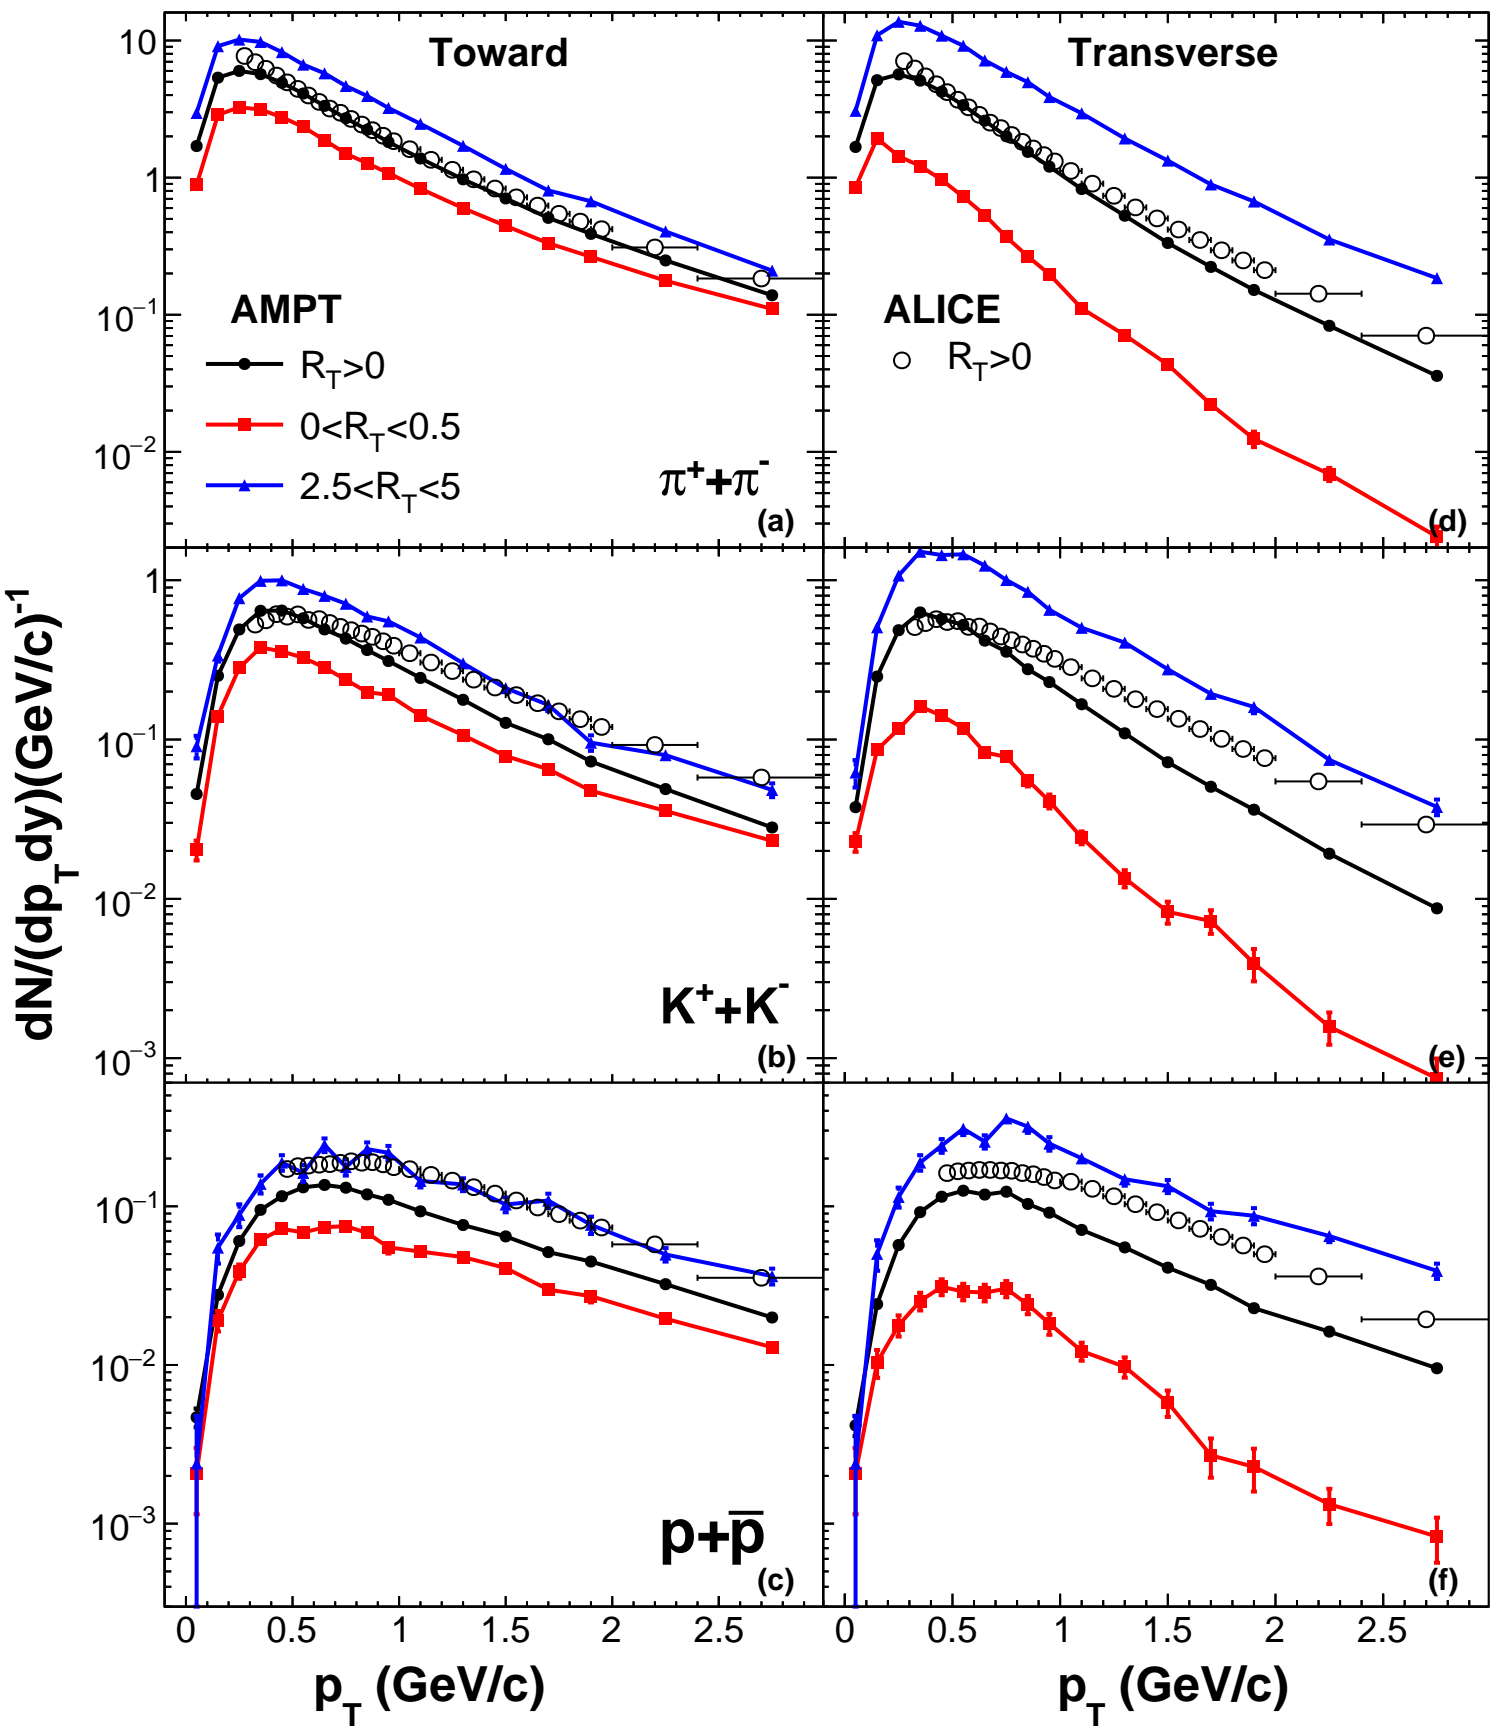 Toward
Transverse
10
1
10⁻¹
10⁻²
AMPT
R_T>0
0<R_T<0.5
2.5<R_T<5
π⁺+π⁻
(a)
ALICE
R_T>0
(d)
dN/(dp_T dy)(GeV/c)⁻¹
1
10⁻¹
10⁻²
10⁻³
K⁺+K⁻
(b)
(e)
10⁻¹
10⁻²
10⁻³
p+p̅
(c)
(f)
0 0.5 1 1.5 2 2.5
0 0.5 1 1.5 2 2.5
p_T (GeV/c)
p_T (GeV/c)